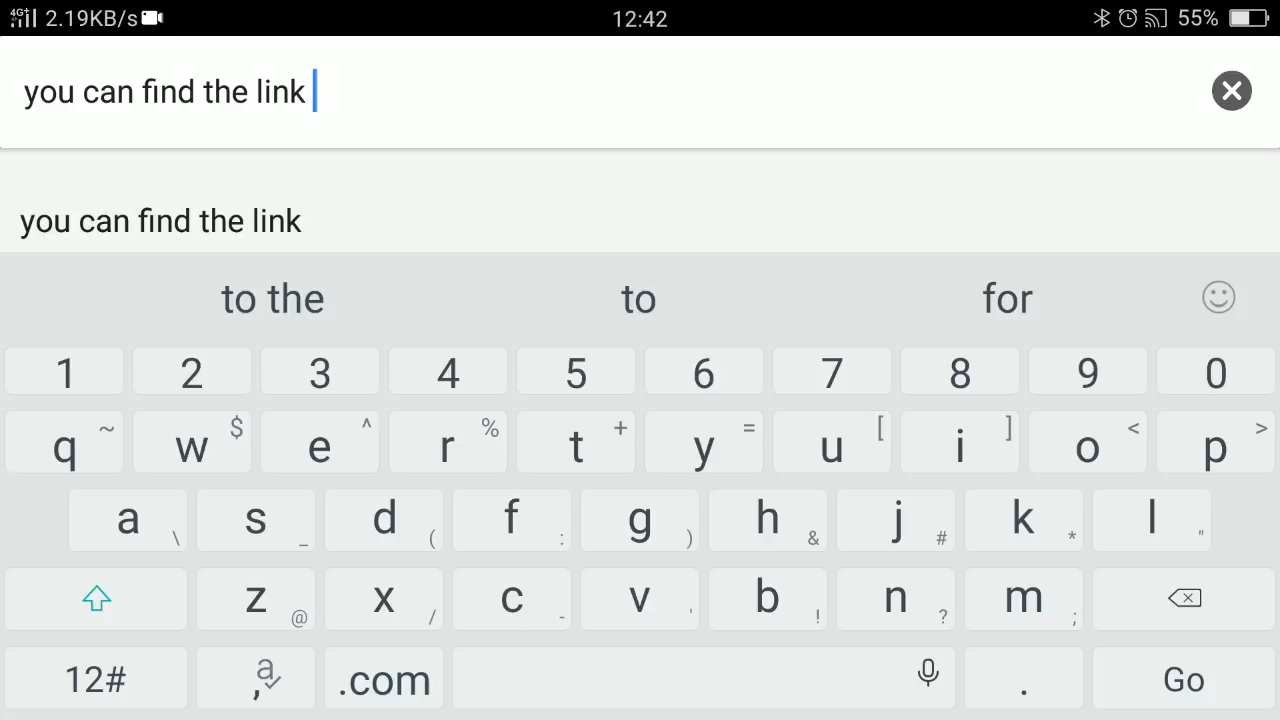 4G+ 2.19KB/s 12:42 55%
you can find the link
you can find the link
to the to for
1 2 3 4 5 6 7 8 9 0
q ~ w $ e ^ r % t + y = u [ i ] o < p >
a \ s _ d ( f : g ) h & j # k * l "
z @ x / c - v ' b ! n ? m ;
12# , a .com . Go